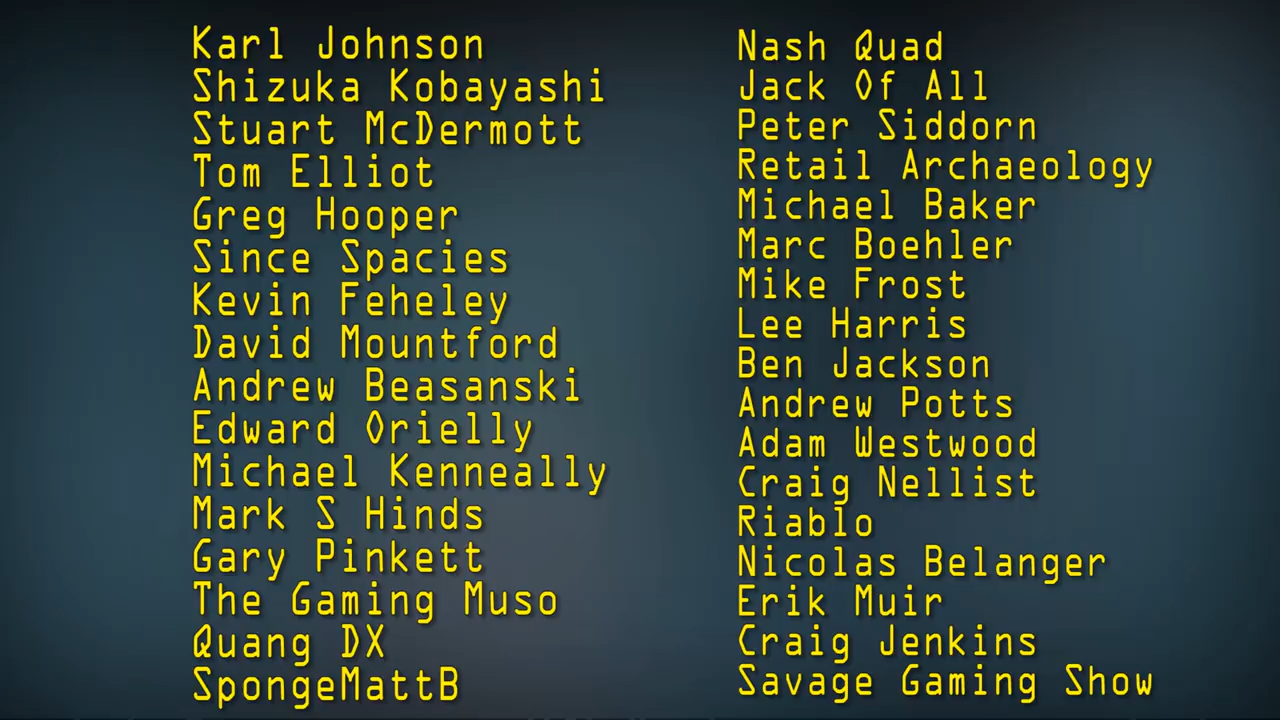 Karl Johnson
Shizuka Kobayashi
Stuart McDermott
Tom Elliot
Greg Hooper
Since Spacies
Kevin Feheley
David Mountford
Andrew Beasanski
Edward Orielly
Michael Kenneally
Mark S Hinds
Gary Pinkett
The Gaming Muso
Quang DX
SpongeMattB
Nash Quad
Jack Of All
Peter Siddorn
Retail Archaeology
Michael Baker
Marc Boehler
Mike Frost
Lee Harris
Ben Jackson
Andrew Potts
Adam Westwood
Craig Nellist
Riablo
Nicolas Belanger
Erik Muir
Craig Jenkins
Savage Gaming Show